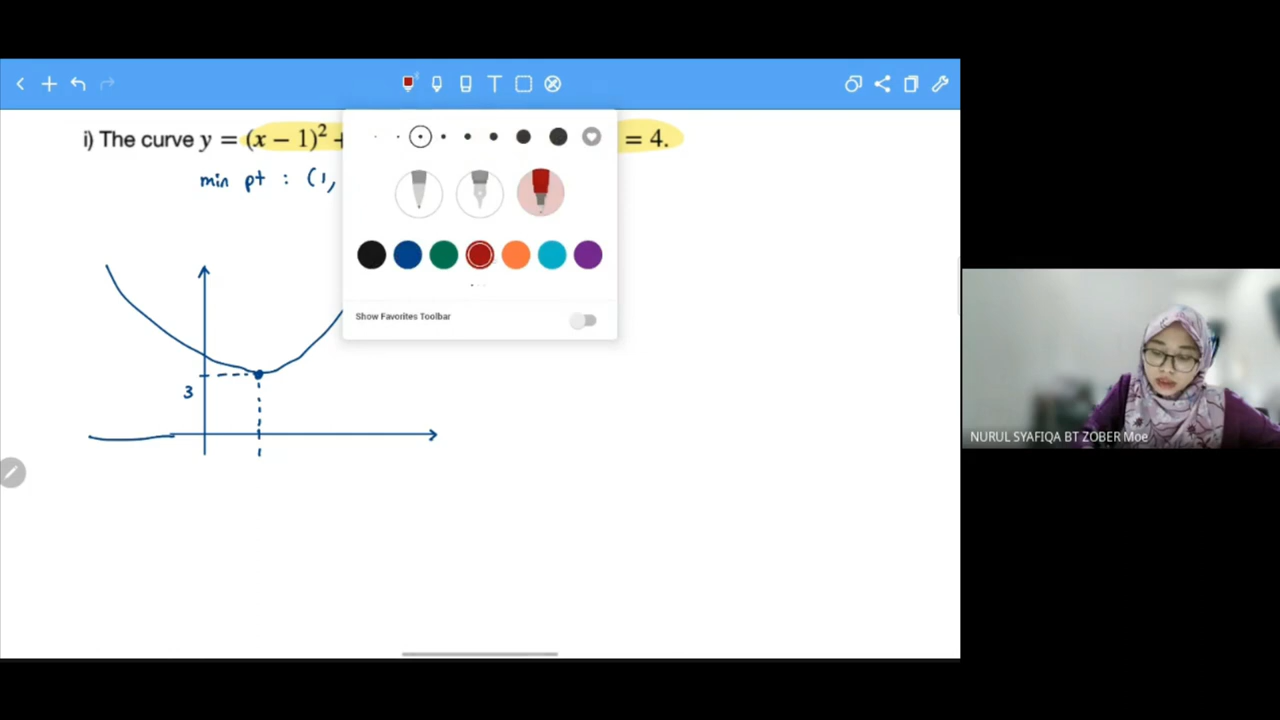 i) The curve y = (x − 1)² + = 4.
min pt : (1,
Show Favorites Toolbar
3
NURUL SYAFIQA BT ZOBER Moe